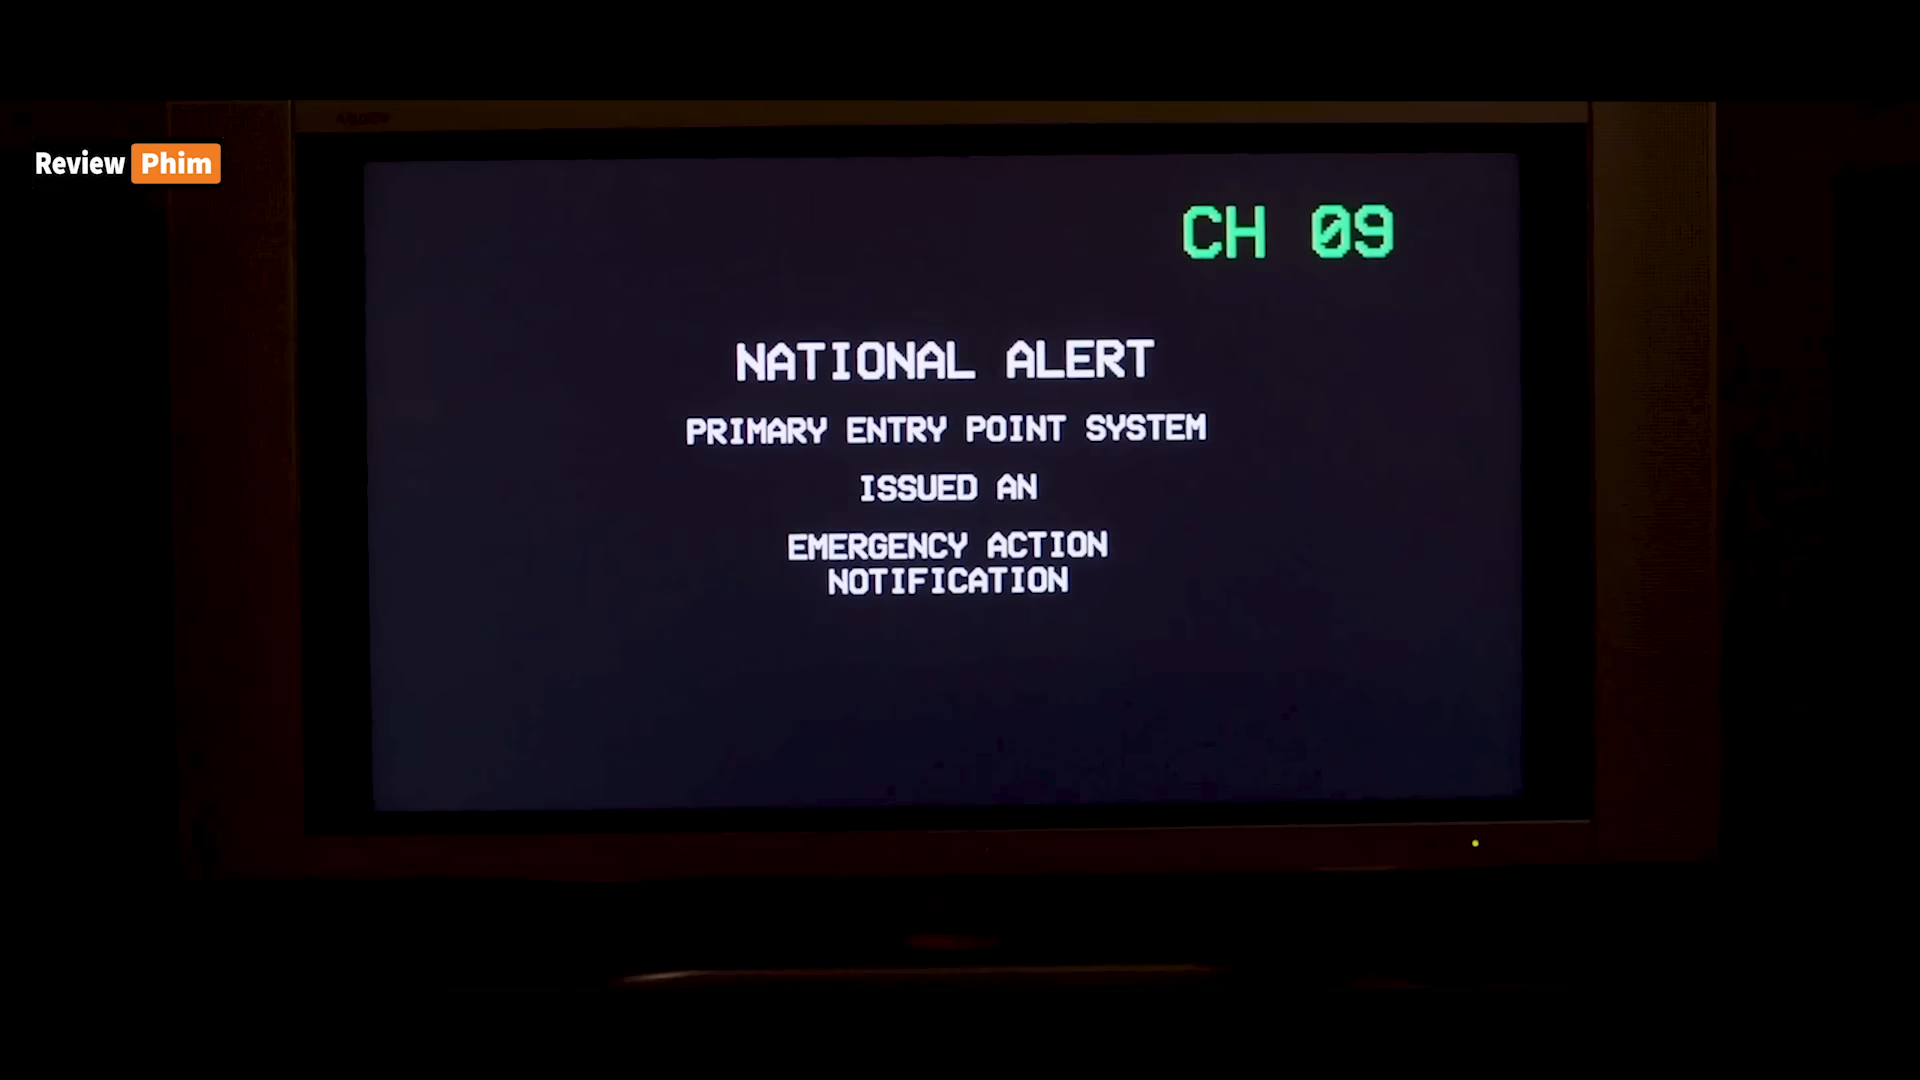 Review Phim
CH 09
NATIONAL ALERT
PRIMARY ENTRY POINT SYSTEM
ISSUED AN
EMERGENCY ACTION
NOTIFICATION